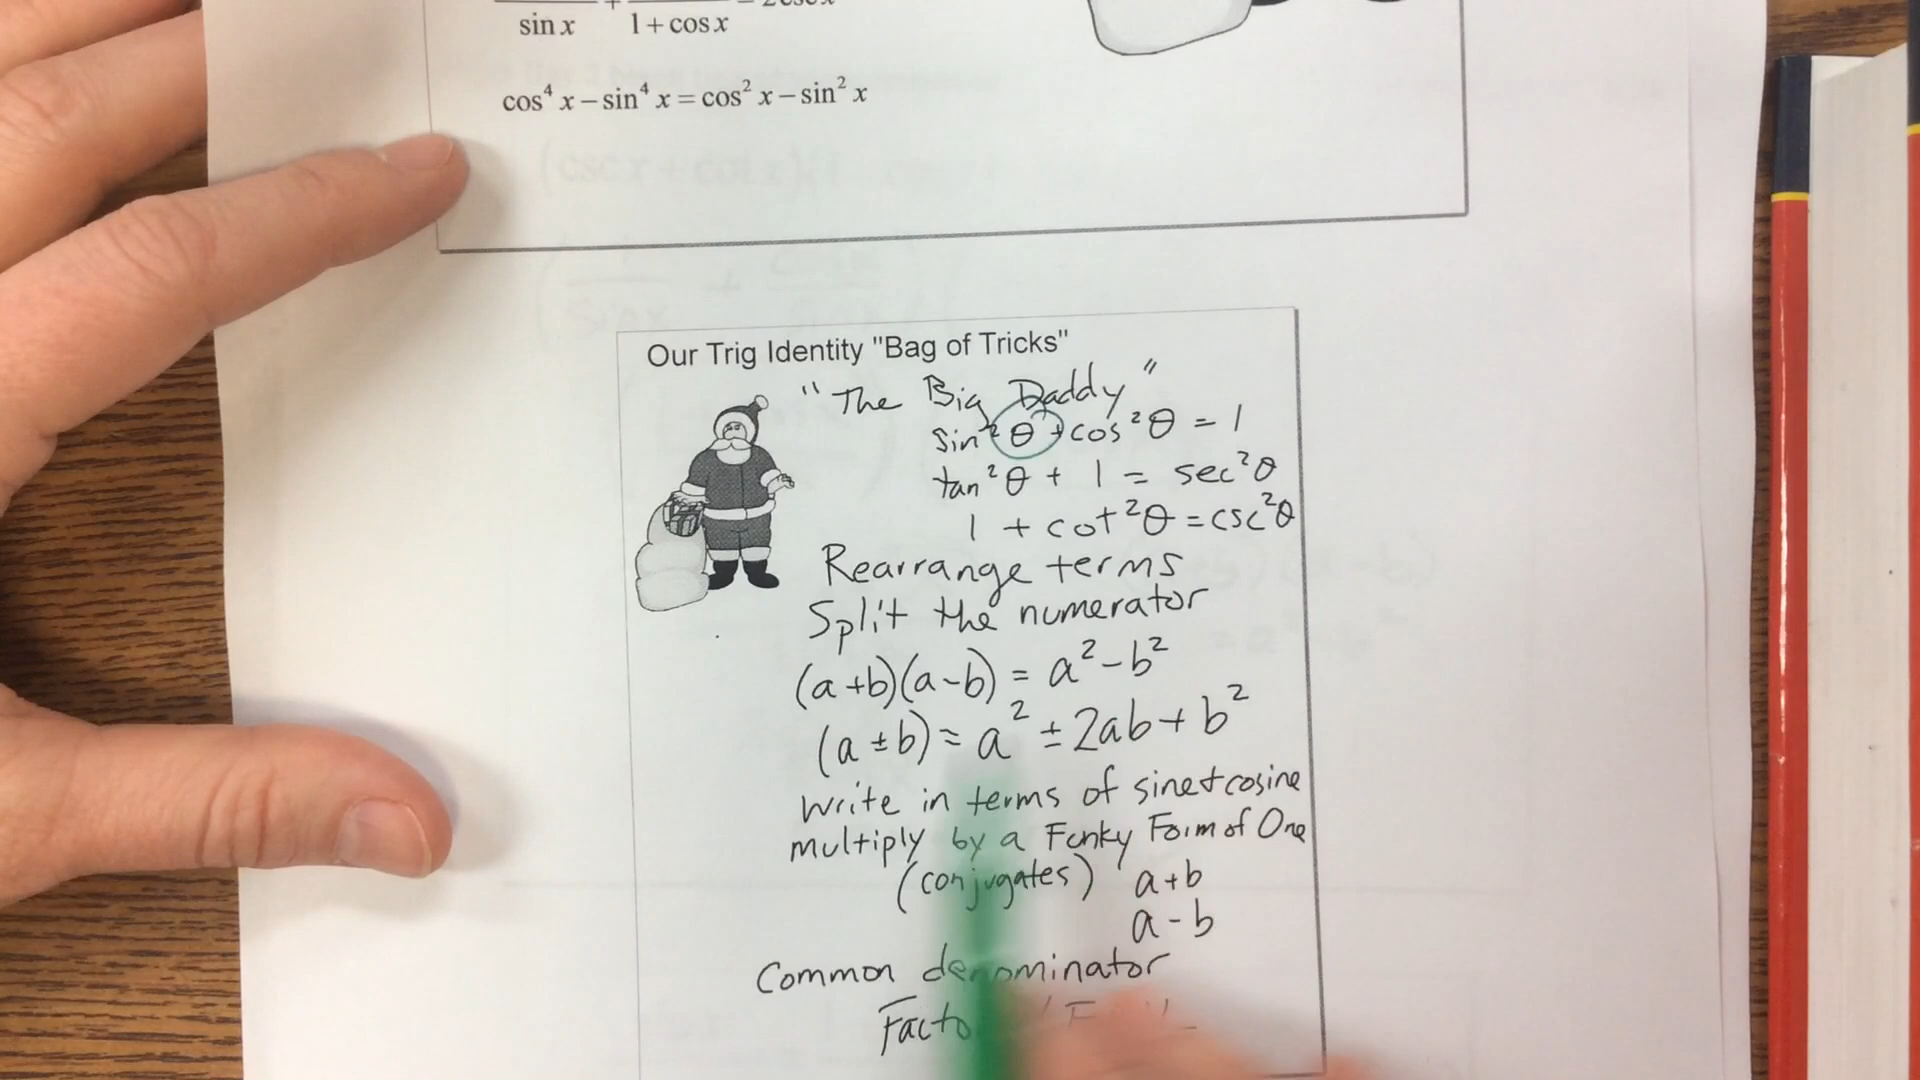 sin x 1 + cos x
cos⁴ x − sin⁴ x = cos² x − sin² x
Our Trig Identity "Bag of Tricks"
"The Big Daddy"
sin²θ + cos²θ = 1
tan²θ + 1 = sec²θ
1 + cot²θ = csc²θ
Rearrange terms
Split the numerator
(a+b)(a-b) = a²-b²
(a ± b) = a² ± 2ab + b²
Write in terms of sine + cosine
multiply by a Funky Form of One
(conjugates) a+b
a-b
Common denominator